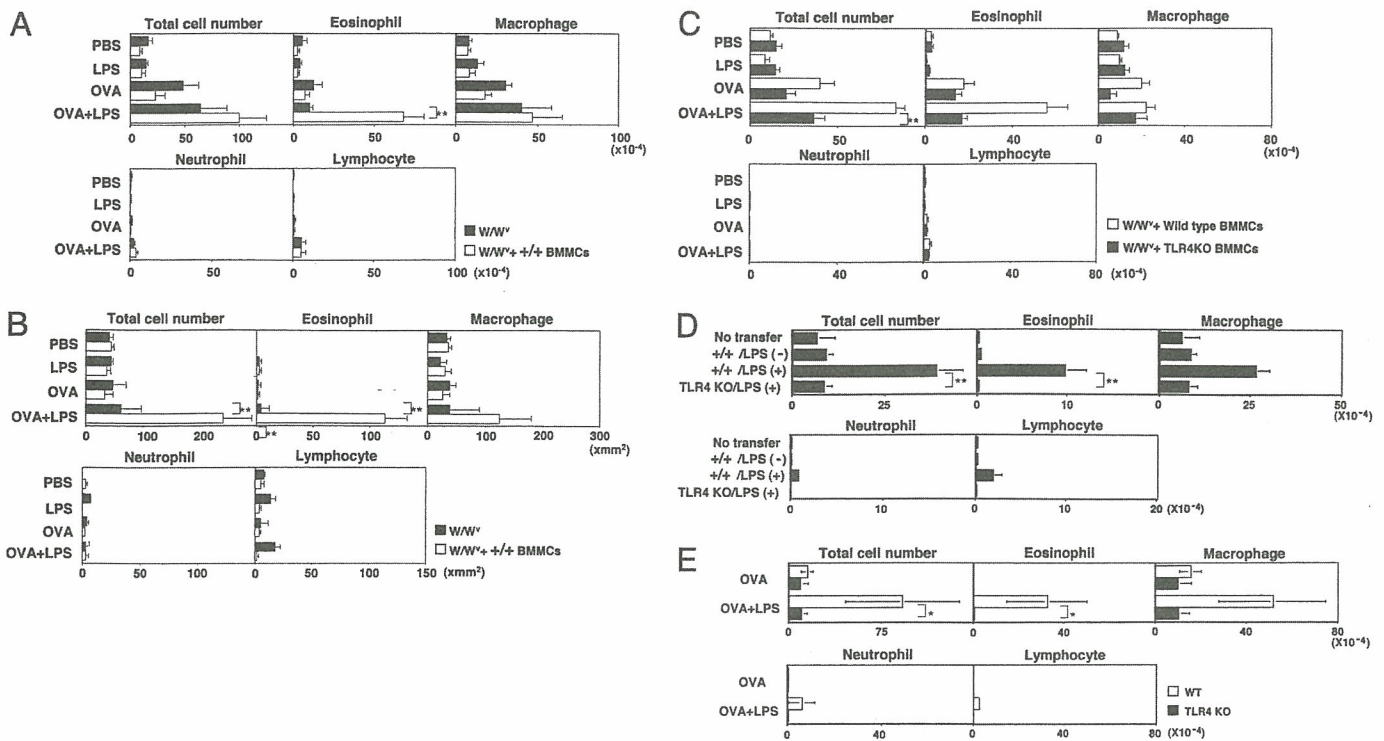 A
Total cell number Eosinophil Macrophage
PBS
LPS
OVA
OVA+LPS
**
0 50 0 50 0 50 100
(x10-4)
Neutrophil Lymphocyte
PBS
LPS
OVA
OVA+LPS
0 50 0 50 100
(x10-4)
W/Wv
W/Wv+ +/+ BMMCs
B
Total cell number Eosinophil Macrophage
PBS
LPS
OVA
OVA+LPS
** **
0 100 200 0 50 100 0 100 200 300
(xmm2)
**
Neutrophil Lymphocyte
PBS
LPS
OVA
OVA+LPS
0 50 100 0 50 100 150
(xmm2)
W/Wv
W/Wv+ +/+ BMMCs
C
Total cell number Eosinophil Macrophage
PBS
LPS
OVA
OVA+LPS
**
0 40 0 40 0 40 80
(x10-4)
Neutrophil Lymphocyte
PBS
LPS
OVA
OVA+LPS
0 40 0 40 80
(x10-4)
W/Wv+ Wild type BMMCs
W/Wv+ TLR4KO BMMCs
D
Total cell number Eosinophil Macrophage
No transfer
+/+ /LPS (-)
+/+ /LPS (+)
TLR4 KO/LPS (+)
** **
0 25 0 10 0 25 50
(X10-4)
Neutrophil Lymphocyte
No transfer
+/+ /LPS (-)
+/+ /LPS (+)
TLR4 KO/LPS (+)
0 10 0 10 20
(X10-4)
E
Total cell number Eosinophil Macrophage
OVA
OVA+LPS
* *
0 75 0 40 0 40 80
(X10-4)
Neutrophil Lymphocyte
OVA
OVA+LPS
0 40 0 40 80
(X10-4)
WT
TLR4 KO